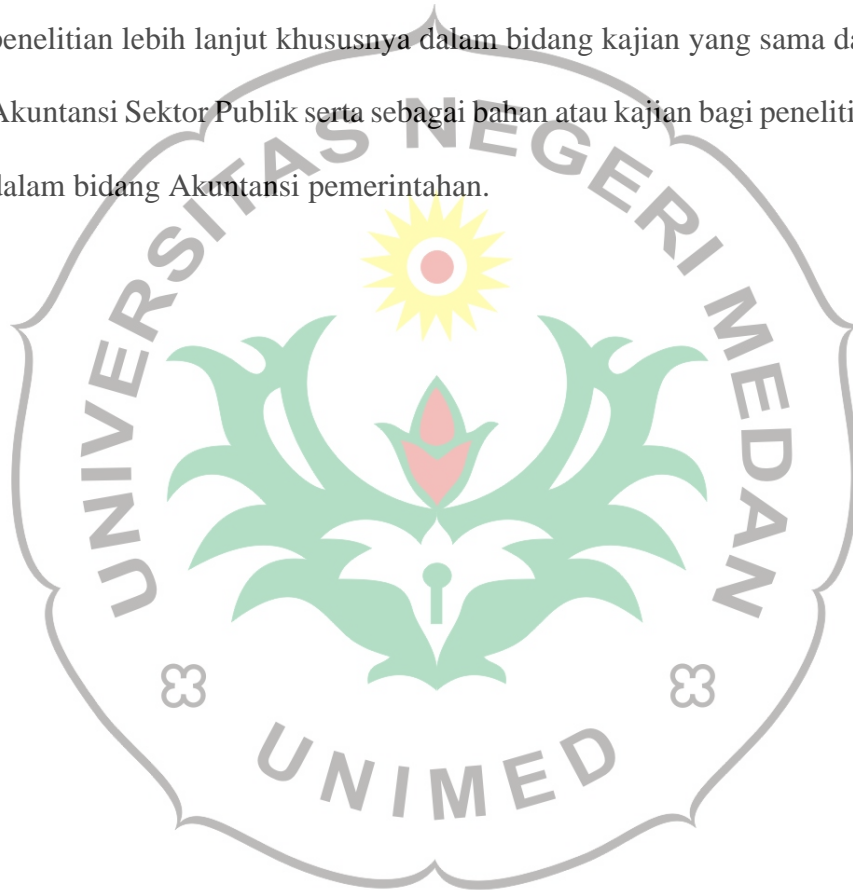 penelitian lebih lanjut khususnya dalam bidang kajian yang sama da
Akuntansi Sektor Publik serta sebagai bahan atau kajian bagi peneliti
dalam bidang Akuntansi pemerintahan.
UNIVERSITAS NEGERI MEDAN
UNIMED